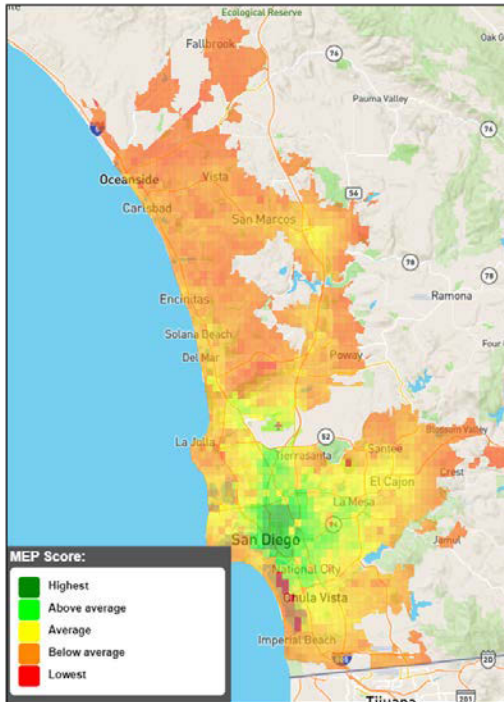 Ecological Reserve
Fallbrook
76
Oak G
Pauma Valley
76
5
Oceanside
Vista
56
Carlsbad
San Marcos
78
78
Ramona
Encinitas
Solana Beach
Four
Del Mar
Poway
La Jolla
52
Blossom Valley
Tierrasanta
Santee
Crest
El Cajon
La Mesa
94
San Diego
Jamul
National City
Chula Vista
Imperial Beach
805
20
Tijuana
201
MEP Score:
Highest
Above average
Average
Below average
Lowest